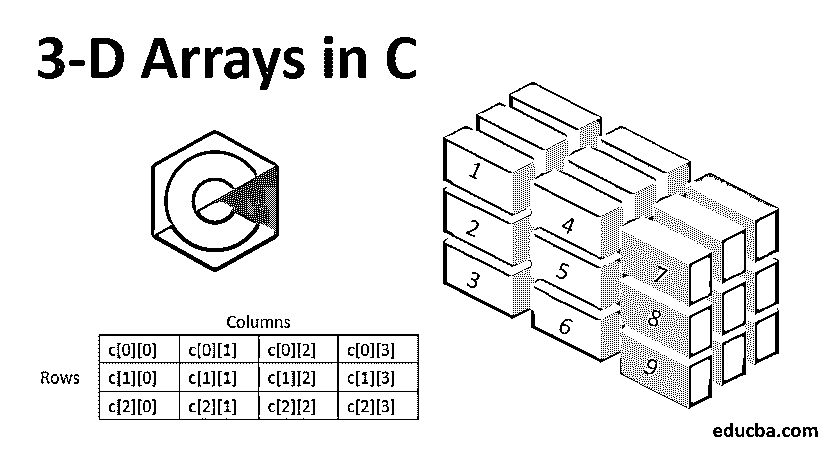 3-D Arrays in C
1
2
3
4
5
6
7
8
9
Columns
Rows
c[0][0] c[0][1] c[0][2] c[0][3]
c[1][0] c[1][1] c[1][2] c[1][3]
c[2][0] c[2][1] c[2][2] c[2][3]
educba.com